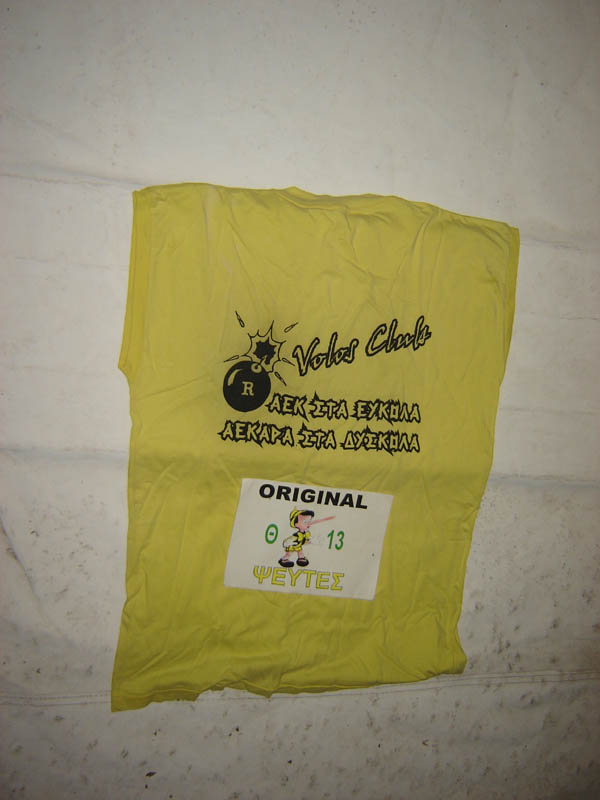 Volos Club
R
ΑΕΚ ΣΤΑ ΕΥΚΟΛΑ
ΑΕΚΑΡΑ ΣΤΑ ΔΥΣΚΟΛΑ
ORIGINAL
Θ 13
ΨΕΥΤΕΣ